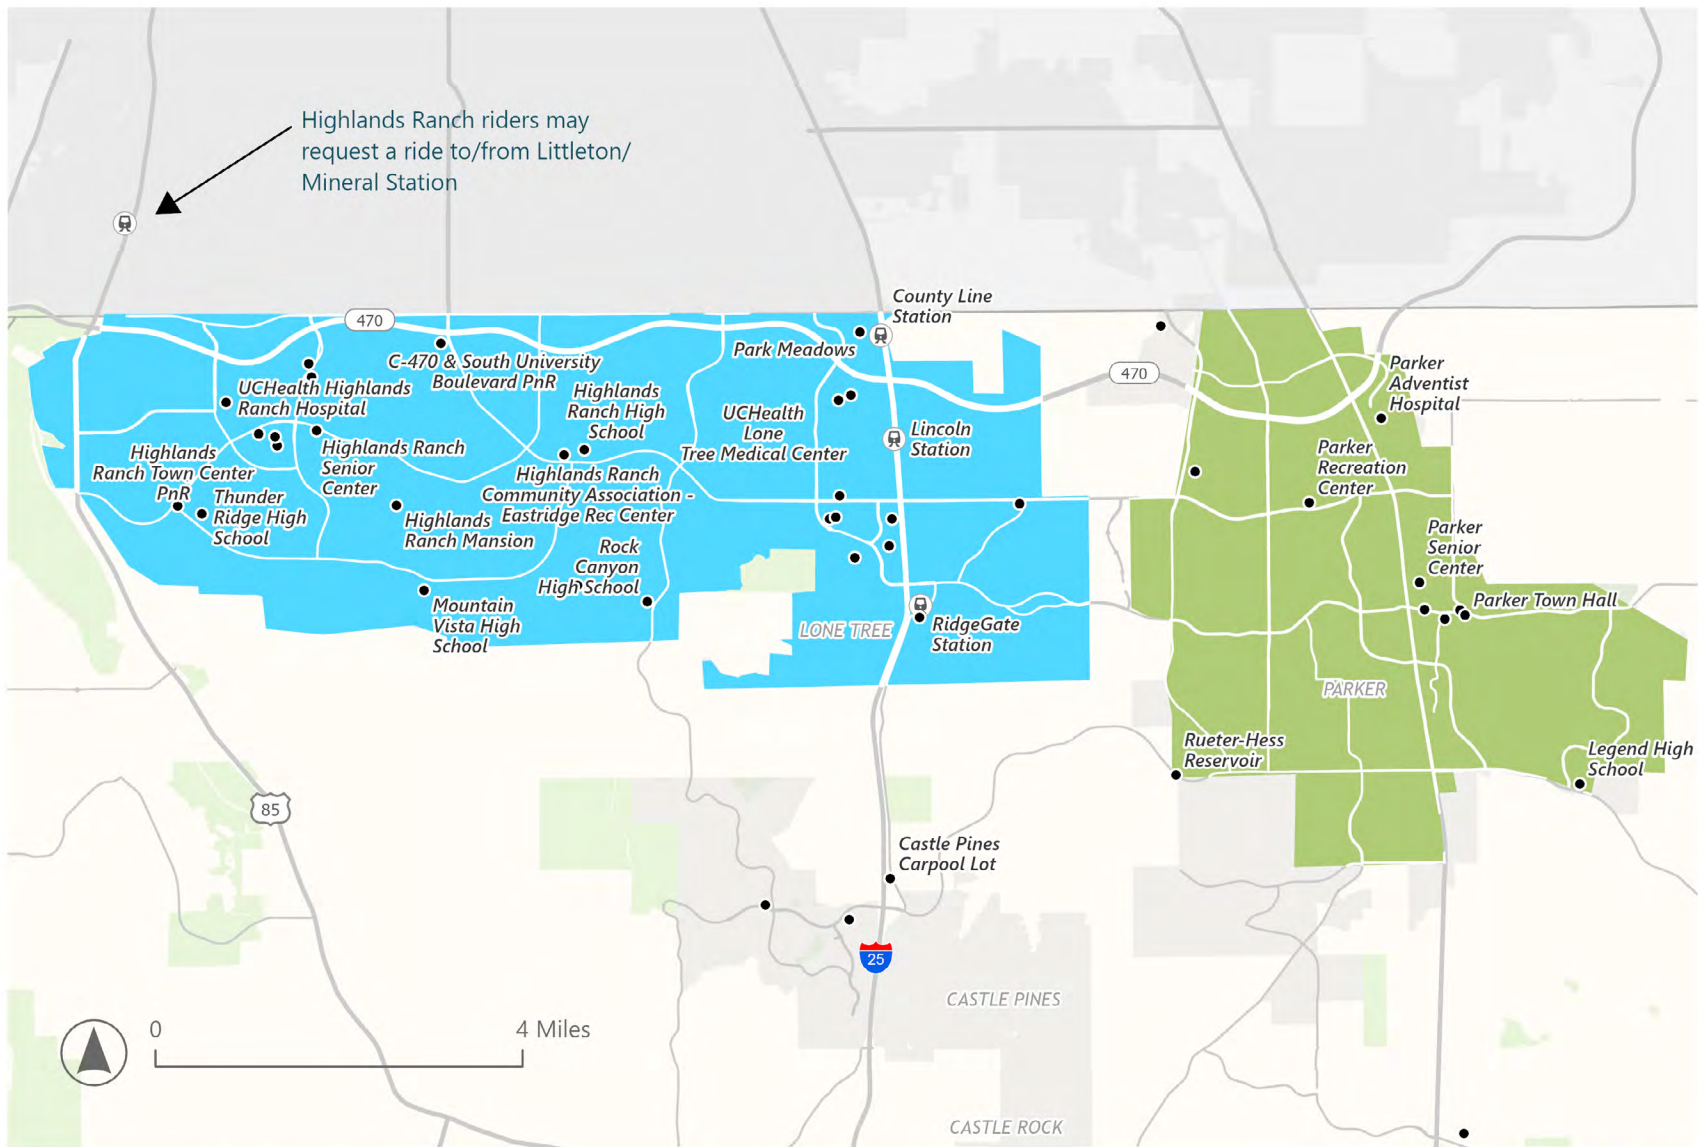 Highlands Ranch riders may
request a ride to/from Littleton/
Mineral Station
County Line
Station
470
Park Meadows
C-470 & South University
Boulevard PnR
470
Parker
Adventist
Hospital
UCHealth Highlands
Ranch Hospital
Highlands
Ranch High
School
UCHealth
Lone
Tree Medical Center
Lincoln
Station
Highlands
Ranch Town Center
PnR
Highlands Ranch
Senior
Center
Parker
Recreation
Center
Thunder
Ridge High
School
Highlands Ranch
Community Association -
Eastridge Rec Center
Highlands
Ranch Mansion
Rock
Canyon
High School
Parker
Senior
Center
Parker Town Hall
Mountain
Vista High
School
LONE TREE
RidgeGate
Station
PARKER
Rueter-Hess
Reservoir
Legend High
School
85
Castle Pines
Carpool Lot
25
CASTLE PINES
0
4 Miles
CASTLE ROCK